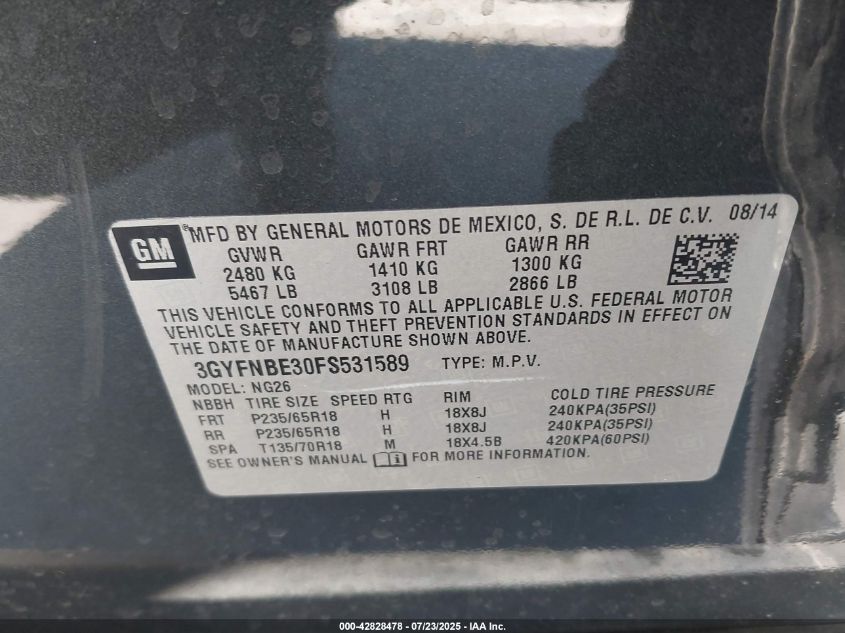 GM ® MFD BY GENERAL MOTORS DE MEXICO, S. DE R.L. DE C.V. 08/14
GVWR GAWR FRT GAWR RR
2480 KG 1410 KG 1300 KG
5467 LB 3108 LB 2866 LB
THIS VEHICLE CONFORMS TO ALL APPLICABLE U.S. FEDERAL MOTOR
VEHICLE SAFETY AND THEFT PREVENTION STANDARDS IN EFFECT ON
THE DATE OF MANUFACTURE SHOWN ABOVE.
3GYFNBE30FS531589 TYPE: M.P.V.
MODEL: NG26
NBBH TIRE SIZE SPEED RTG RIM COLD TIRE PRESSURE
FRT P235/65R18 H 18X8J 240KPA(35PSI)
RR P235/65R18 H 18X8J 240KPA(35PSI)
SPA T135/70R18 M 18X4.5B 420KPA(60PSI)
SEE OWNER'S MANUAL i FOR MORE INFORMATION.
000-42828478 - 07/23/2025 - IAA Inc.